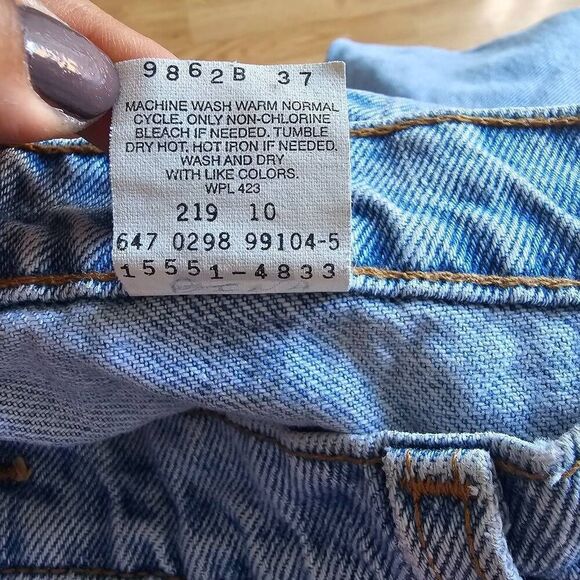 9862B 37
MACHINE WASH WARM NORMAL
CYCLE. ONLY NON-CHLORINE
BLEACH IF NEEDED. TUMBLE
DRY HOT. HOT IRON IF NEEDED.
WASH AND DRY
WITH LIKE COLORS.
WPL 423
219 10
647 0298 99104-5
15551-4833